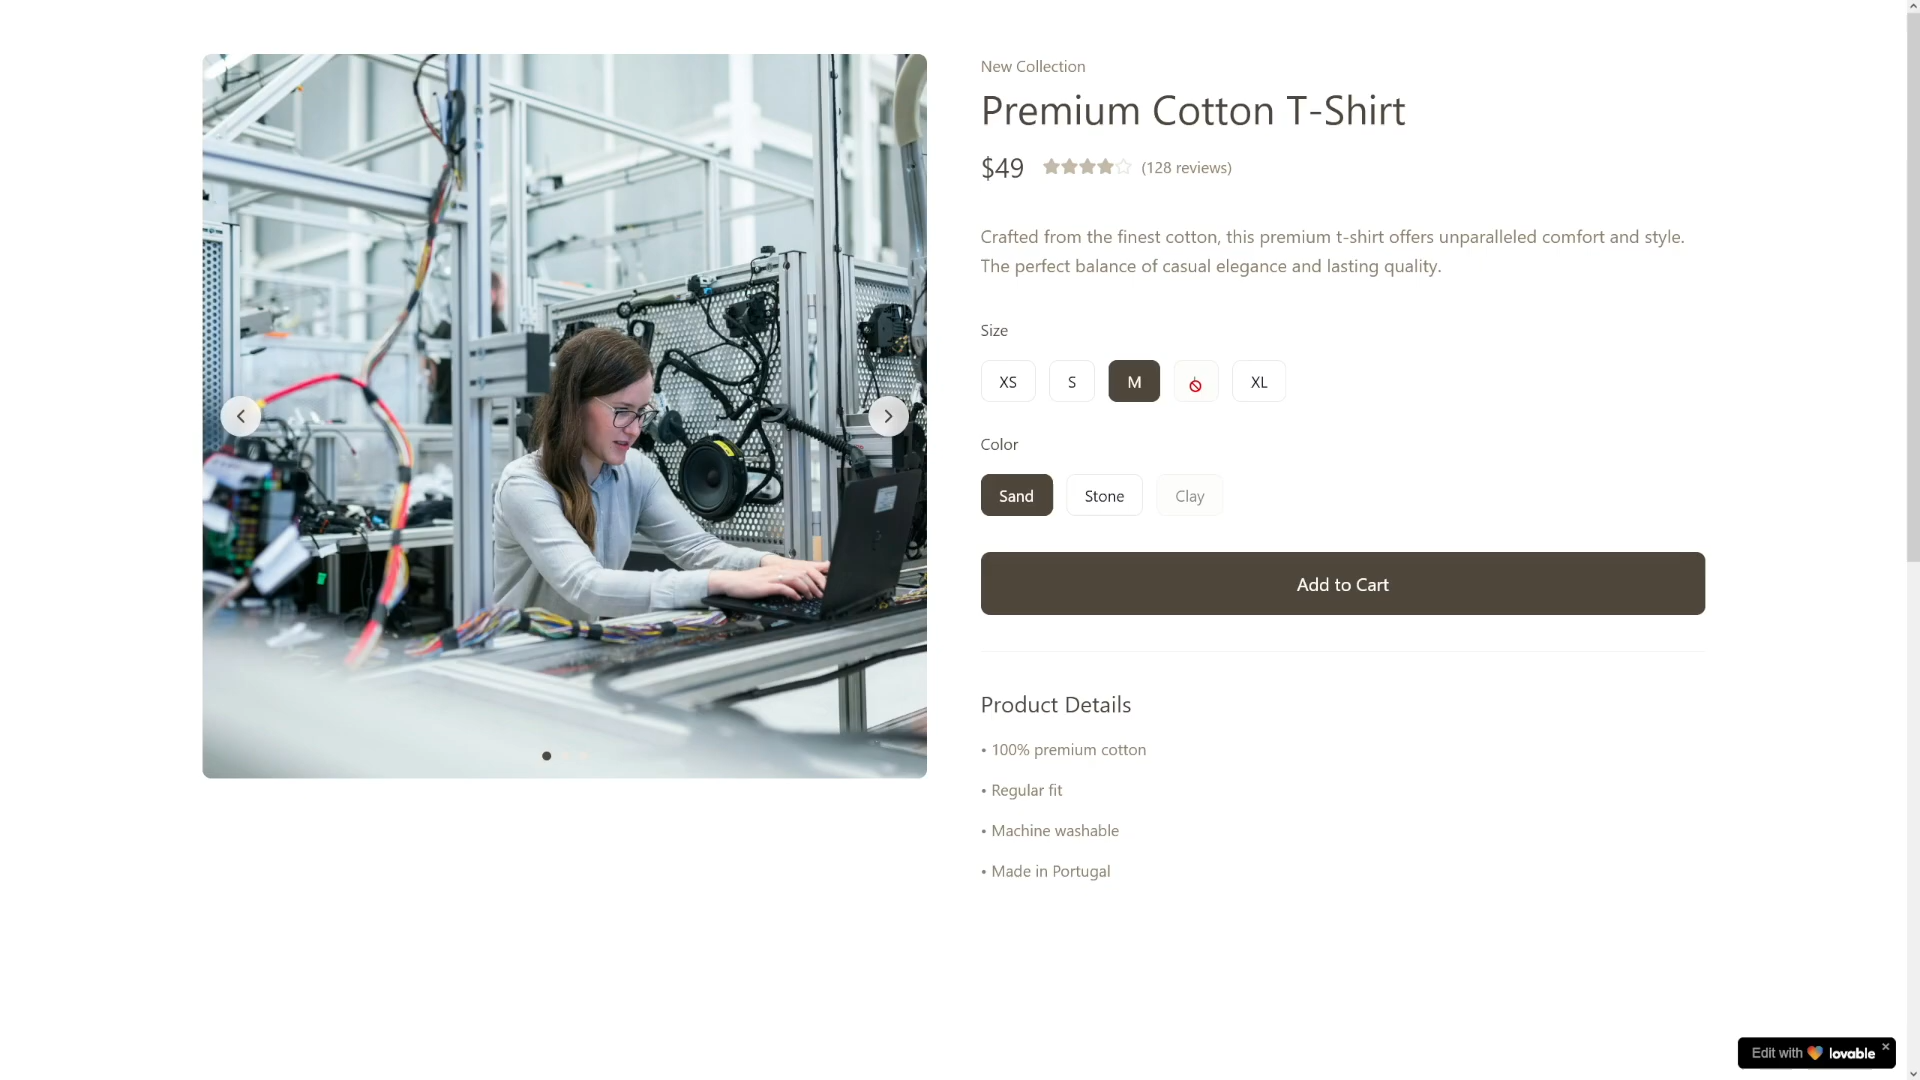 New Collection
Premium Cotton T-Shirt
$49 (128 reviews)
Crafted from the finest cotton, this premium t-shirt offers unparalleled comfort and style.
The perfect balance of casual elegance and lasting quality.
Size
XS S M XL
Color
Sand Stone Clay
Add to Cart
Product Details
• 100% premium cotton
• Regular fit
• Machine washable
• Made in Portugal
Edit with lovable ×